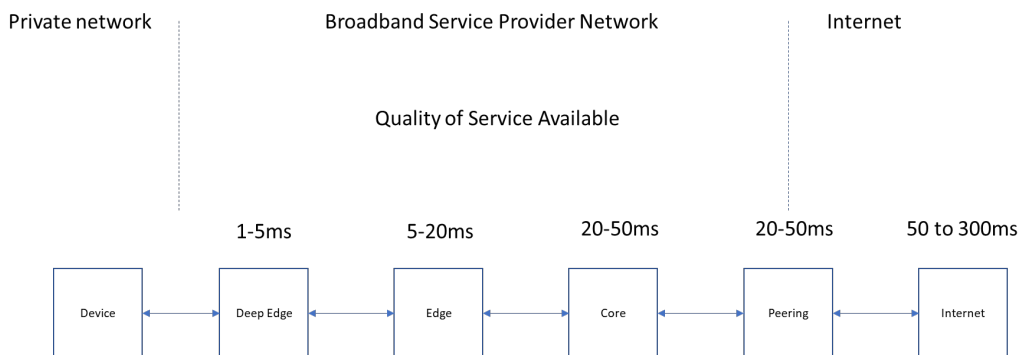 Private network
Broadband Service Provider Network
Internet
Quality of Service Available
1-5ms
5-20ms
20-50ms
20-50ms
50 to 300ms
Device
Deep Edge
Edge
Core
Peering
Internet